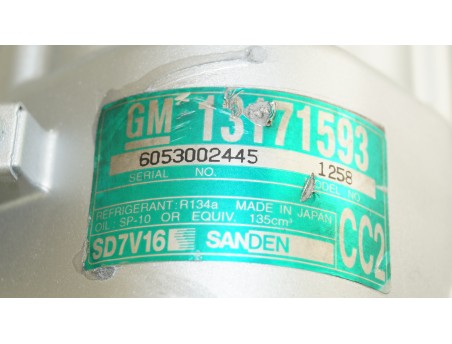 GM 13171593
6053002445 1258
SERIAL NO. MODEL NO
REFRIGERANT: R134a MADE IN JAPAN
OIL SP-10 OR EQUIV. 135cm³
SD7V16 SANDEN CC2